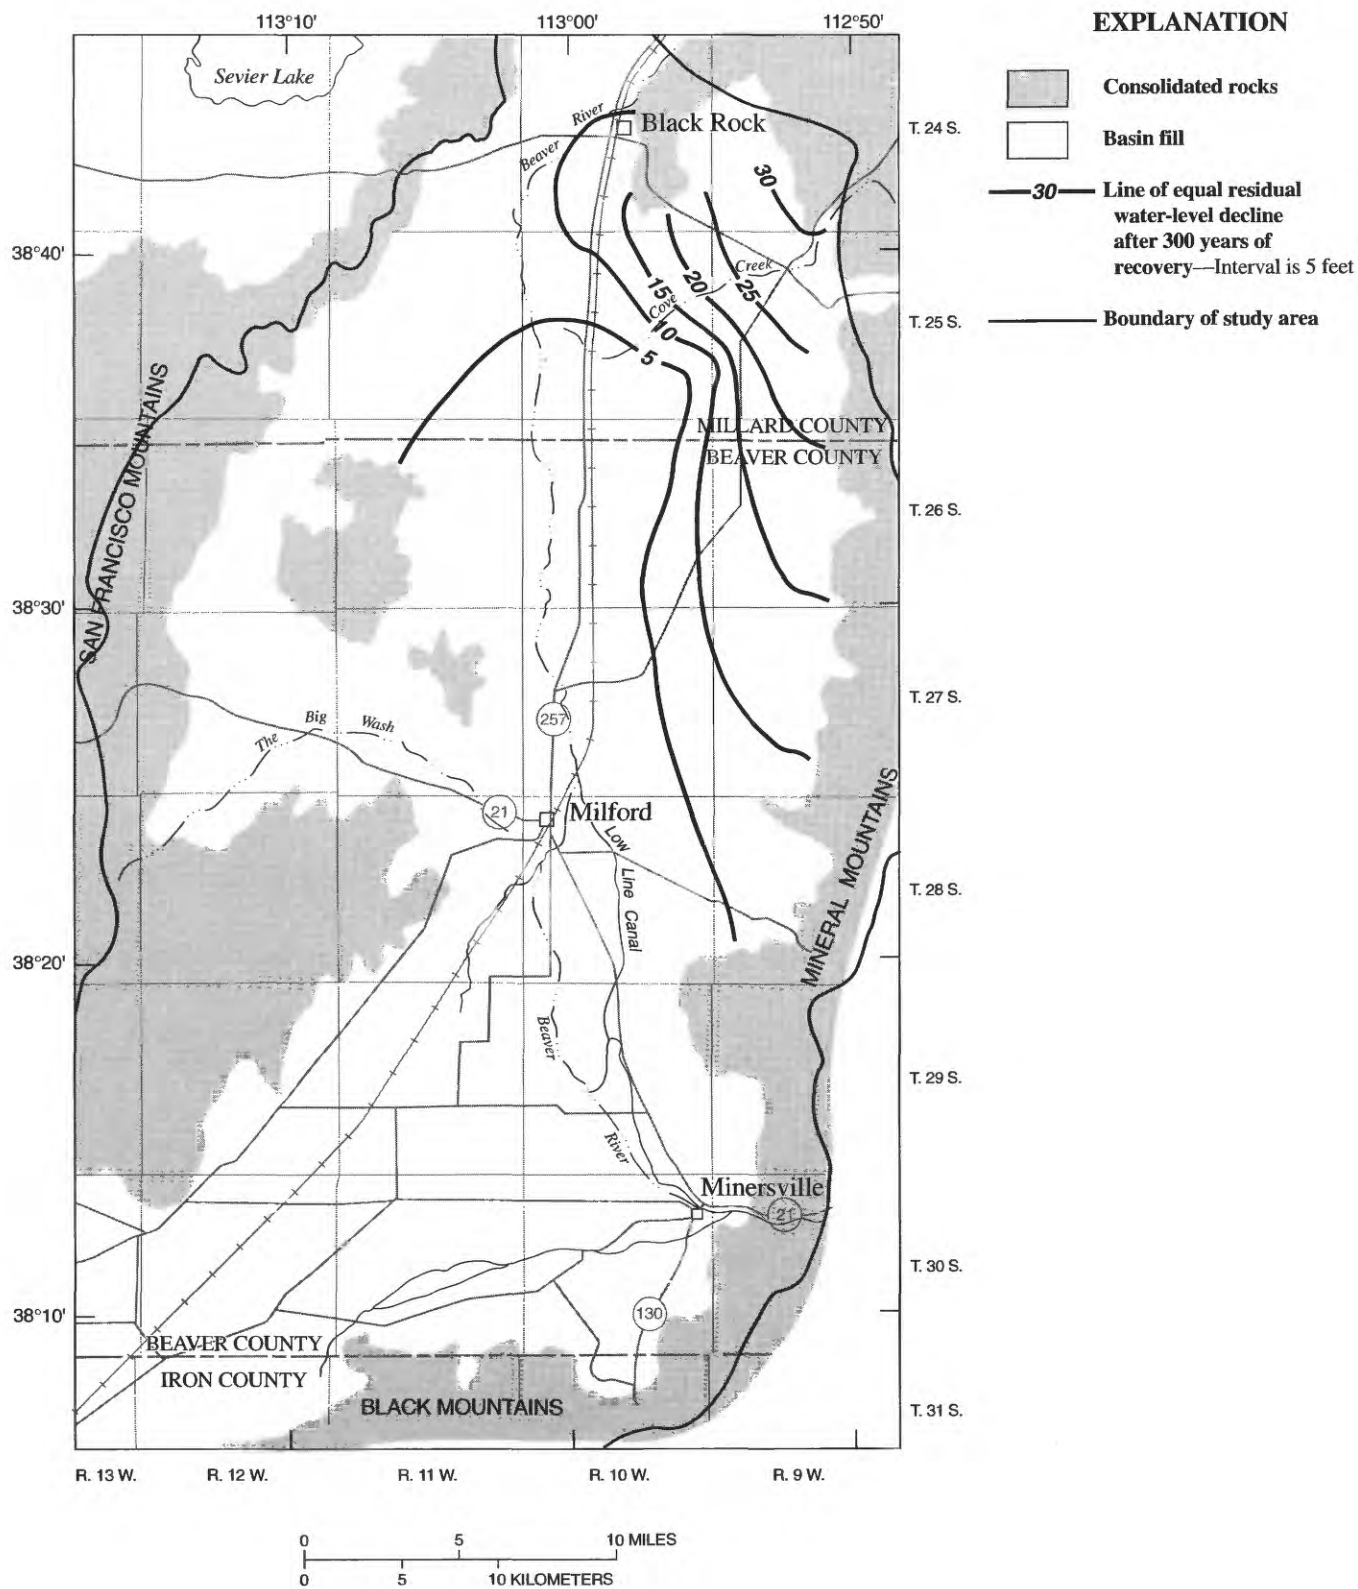 113°10'
113°00'
112°50'
EXPLANATION
Consolidated rocks
Basin fill
30
Line of equal residual
water-level decline
after 300 years of
recovery—Interval is 5 feet
Boundary of study area
Sevier Lake
River
Beaver
Black Rock
T. 24 S.
30
38°40'
Creek
Cove
15
20
25
10
5
T. 25 S.
MILLARD COUNTY
BEAVER COUNTY
SAN FRANCISCO MOUNTAINS
T. 26 S.
38°30'
T. 27 S.
257
The Big Wash
21
Milford
Low Line Canal
MINERAL MOUNTAINS
T. 28 S.
38°20'
Beaver
River
T. 29 S.
Minersville
21
T. 30 S.
38°10'
130
BEAVER COUNTY
IRON COUNTY
BLACK MOUNTAINS
T. 31 S.
R. 13 W.
R. 12 W.
R. 11 W.
R. 10 W.
R. 9 W.
0 5 10 MILES
0 5 10 KILOMETERS